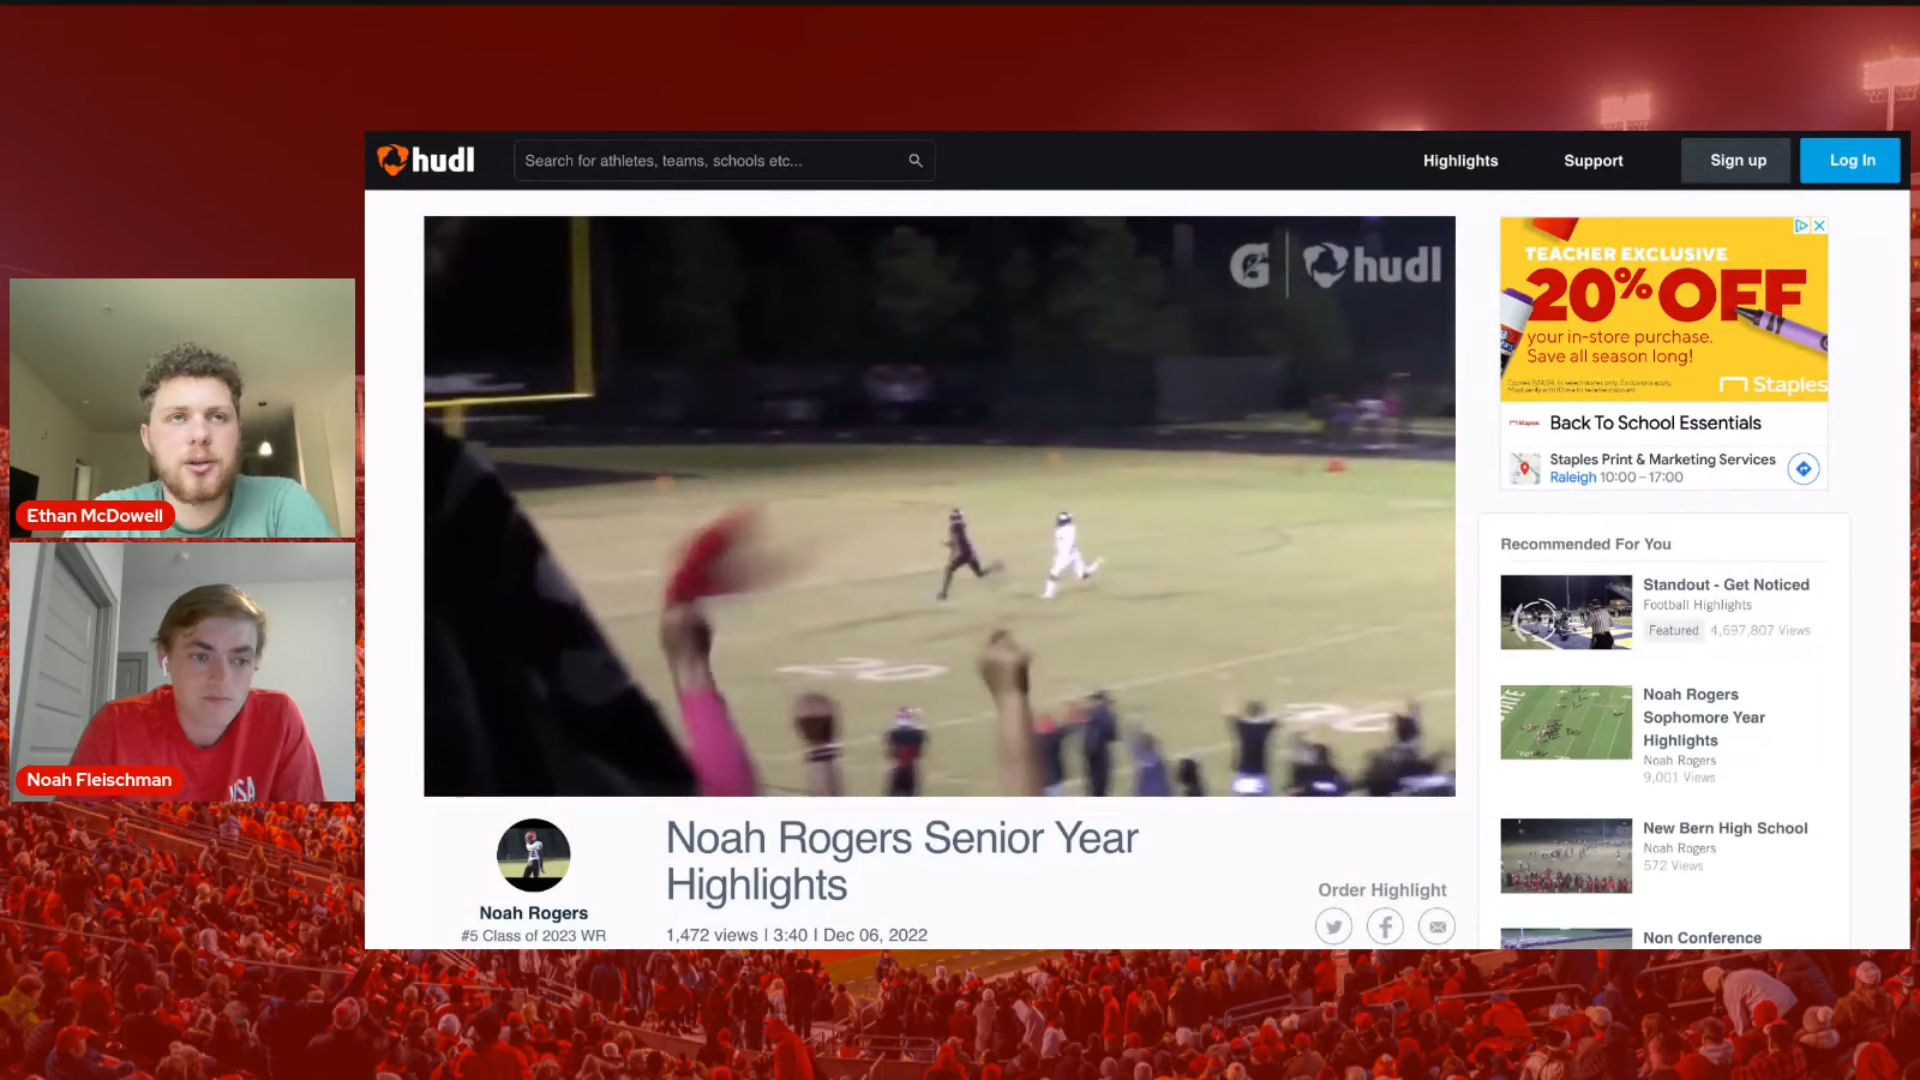 hudl
Search for athletes, teams, schools etc...
Highlights
Support
Sign up
Log In
G | hudl
TEACHER EXCLUSIVE
20% OFF
your in-store purchase.
Save all season long!
Staples
Staples
Back To School Essentials
Staples Print & Marketing Services
Raleigh 10:00 – 17:00
Recommended For You
Standout - Get Noticed
Football Highlights
Featured 4,697,807 Views
Noah Rogers
Sophomore Year
Highlights
Noah Rogers
9,001 Views
New Bern High School
Noah Rogers
572 Views
Non Conference
Ethan McDowell
Noah Fleischman
Noah Rogers
#5 Class of 2023 WR
Noah Rogers Senior Year
Highlights
1,472 views | 3:40 | Dec 06, 2022
Order Highlight